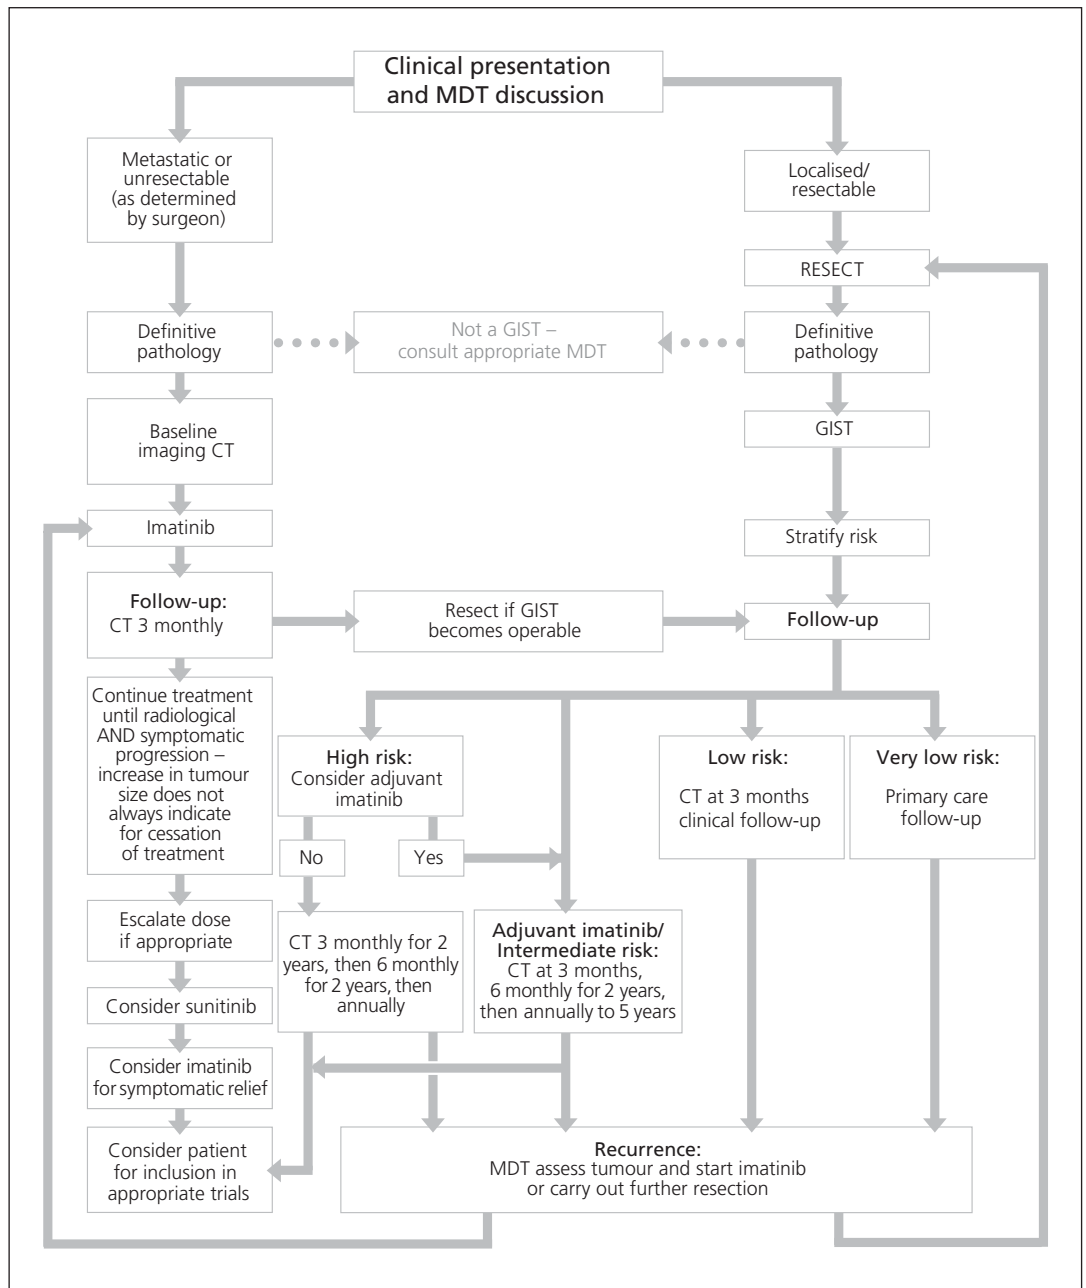 Clinical presentation
and MDT discussion
Metastatic or
unresectable
(as determined
by surgeon)
Localised/
resectable
RESECT
Definitive
pathology
Not a GIST –
consult appropriate MDT
Definitive
pathology
Baseline
imaging CT
GIST
Imatinib
Stratify risk
Follow-up:
CT 3 monthly
Resect if GIST
becomes operable
Follow-up
Continue treatment
until radiological
AND symptomatic
progression –
increase in tumour
size does not
always indicate
for cessation
of treatment
High risk:
Consider adjuvant
imatinib
Low risk:
CT at 3 months
clinical follow-up
Very low risk:
Primary care
follow-up
No
Yes
Escalate dose
if appropriate
CT 3 monthly for 2
years, then 6 monthly
for 2 years, then
annually
Adjuvant imatinib/
Intermediate risk:
CT at 3 months,
6 monthly for 2 years,
then annually to 5 years
Consider sunitinib
Consider imatinib
for symptomatic relief
Consider patient
for inclusion in
appropriate trials
Recurrence:
MDT assess tumour and start imatinib
or carry out further resection